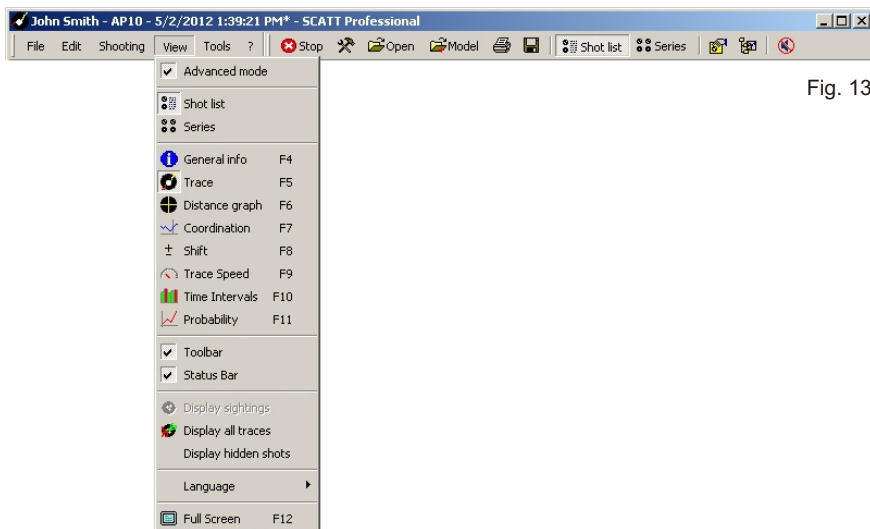 John Smith - AP10 - 5/2/2012 1:39:21 PM* - SCATT Professional
File Edit Shooting View Tools ? Stop Open Model Shot list Series
Fig. 13
Advanced mode
Shot list
Series
General info F4
Trace F5
Distance graph F6
Coordination F7
± Shift F8
Trace Speed F9
Time Intervals F10
Probability F11
Toolbar
Status Bar
Display sightings
Display all traces
Display hidden shots
Language
Full Screen F12